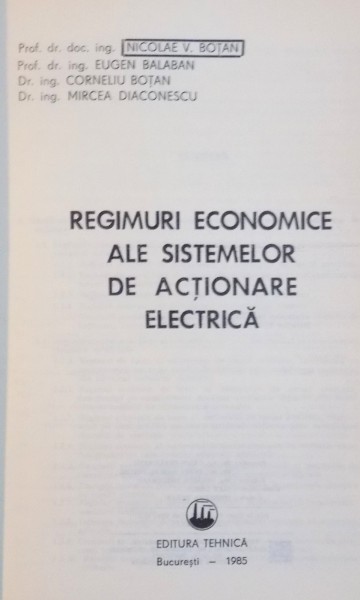 Prof. dr. doc. ing. NICOLAE V. BOȚAN
Prof. dr. ing. EUGEN BALABAN
Dr. ing. CORNELIU BOȚAN
Dr. ing. MIRCEA DIACONESCU
REGIMURI ECONOMICE
ALE SISTEMELOR
DE ACȚIONARE
ELECTRICĂ
EDITURA TEHNICĂ
București – 1985